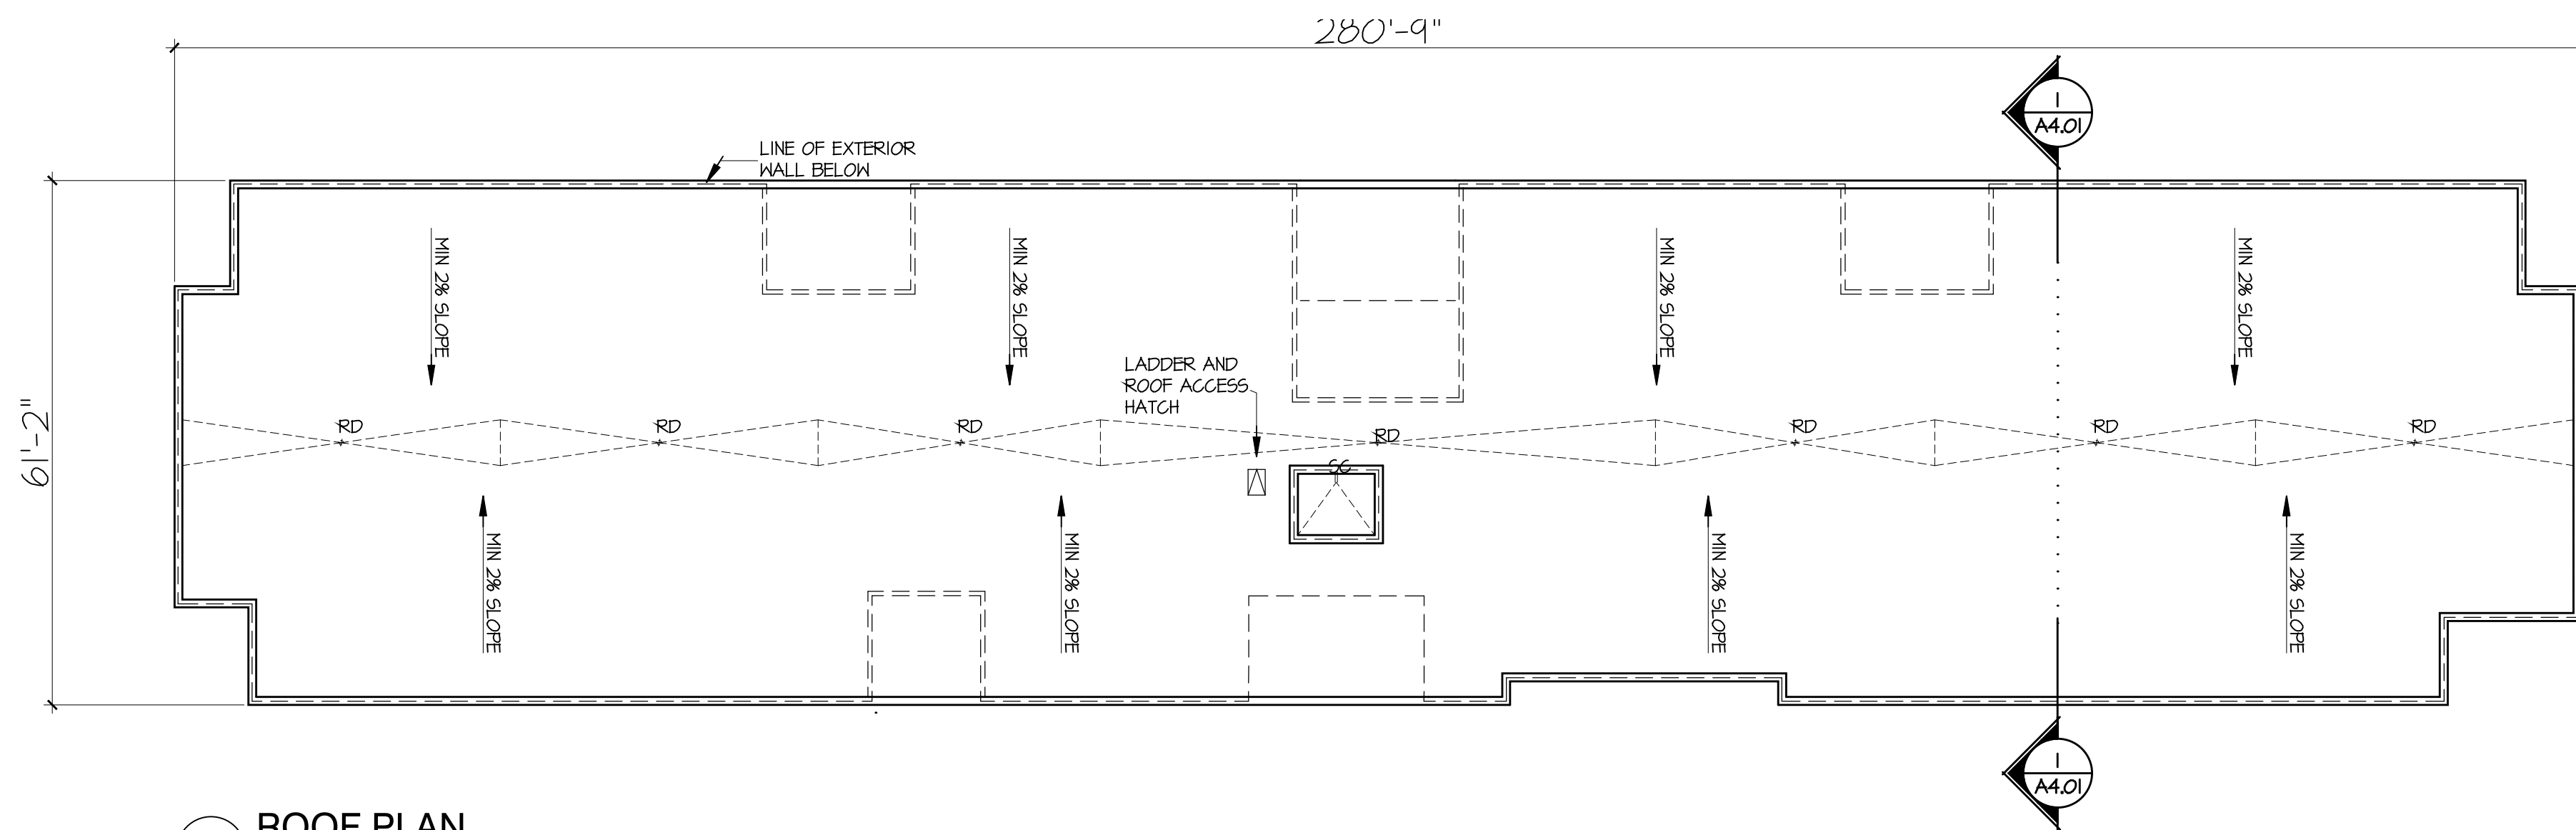 280'-9"
1
A4.01
LINE OF EXTERIOR
WALL BELOW
MIN 2% SLOPE
MIN 2% SLOPE
MIN 2% SLOPE
MIN 2% SLOPE
LADDER AND
ROOF ACCESS
HATCH
61'-2"
RD
RD
RD
RD
RD
RD
RD
SC
MIN 2% SLOPE
MIN 2% SLOPE
MIN 2% SLOPE
MIN 2% SLOPE
1
A4.01
ROOF PLAN